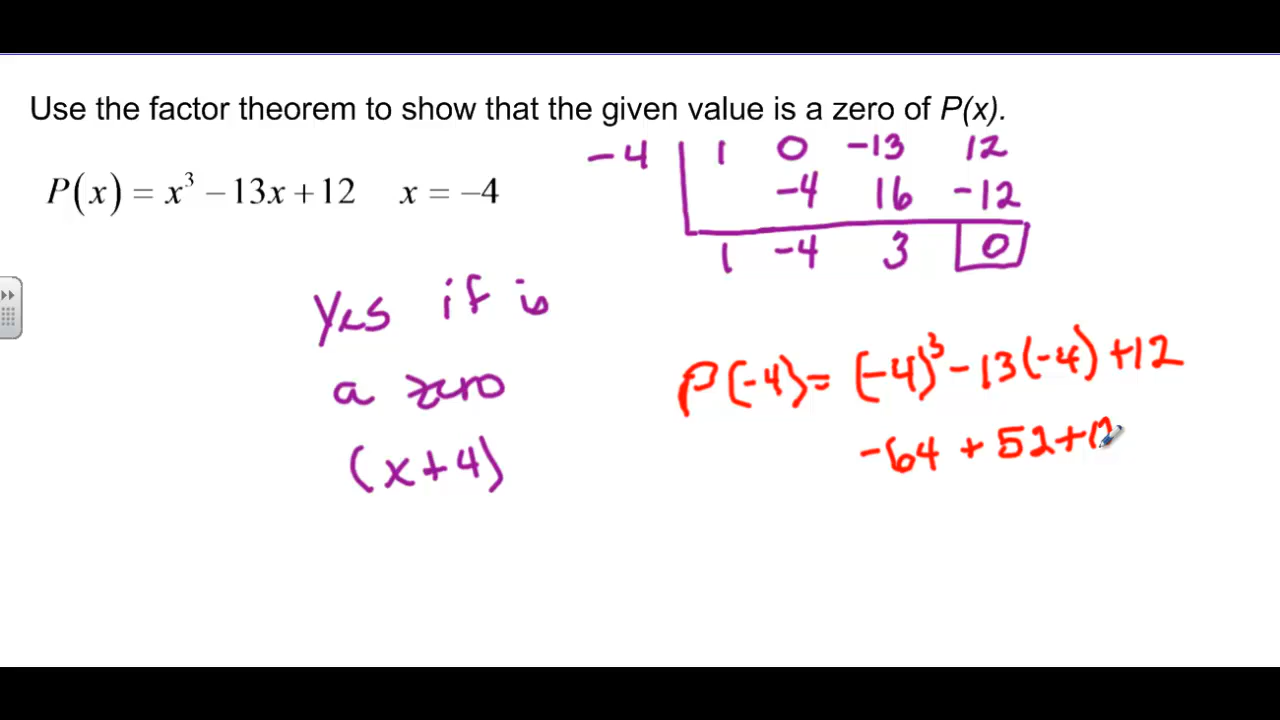 Use the factor theorem to show that the given value is a zero of P(x).
P(x) = x³ − 13x + 12   x = −4
-4 | 1 0 -13 12
-4 16 -12
1 -4 3 0
Yes if is
a zero
(x+4)
P(-4) = (-4)³ - 13(-4) + 12
-64 + 52 + 12